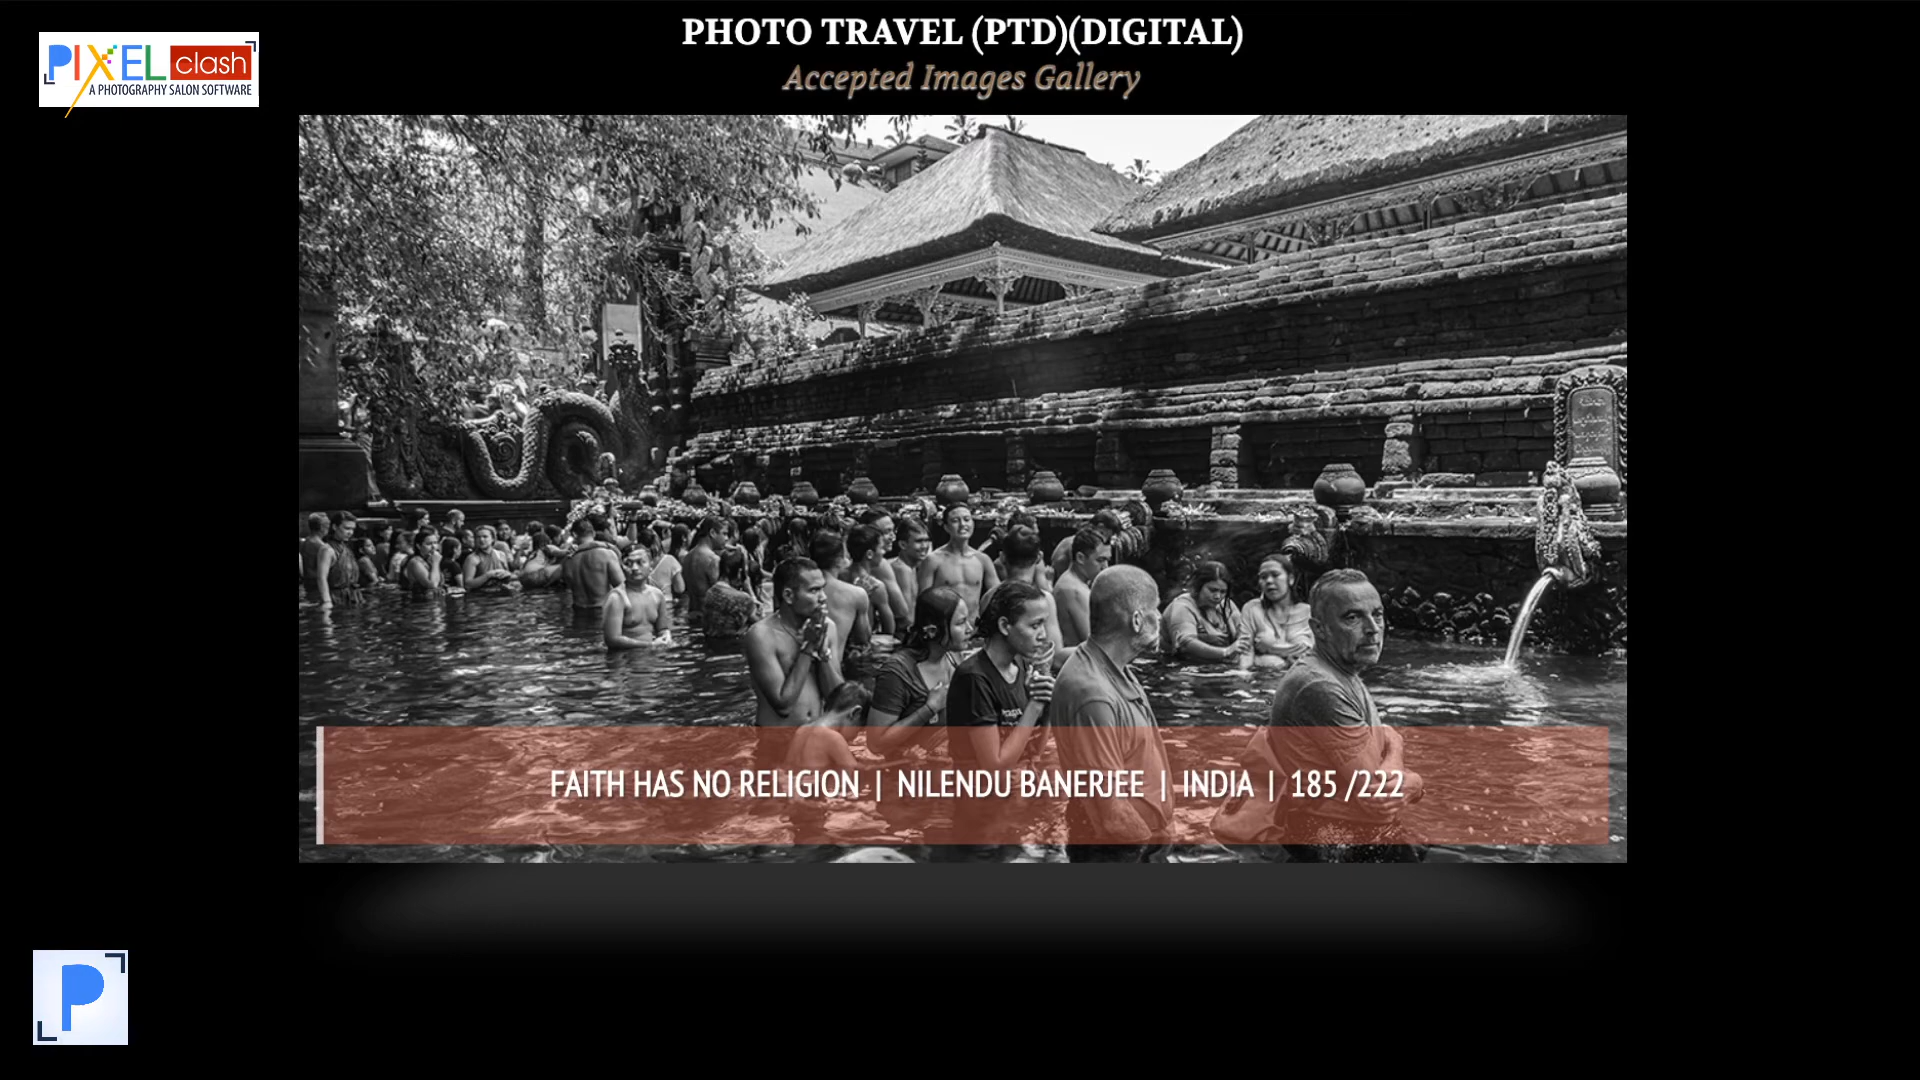 PHOTO TRAVEL (PTD)(DIGITAL)
Accepted Images Gallery
PIXEL clash
A PHOTOGRAPHY SALON SOFTWARE
FAITH HAS NO RELIGION | NILENDU BANERJEE | INDIA | 185 /222
P